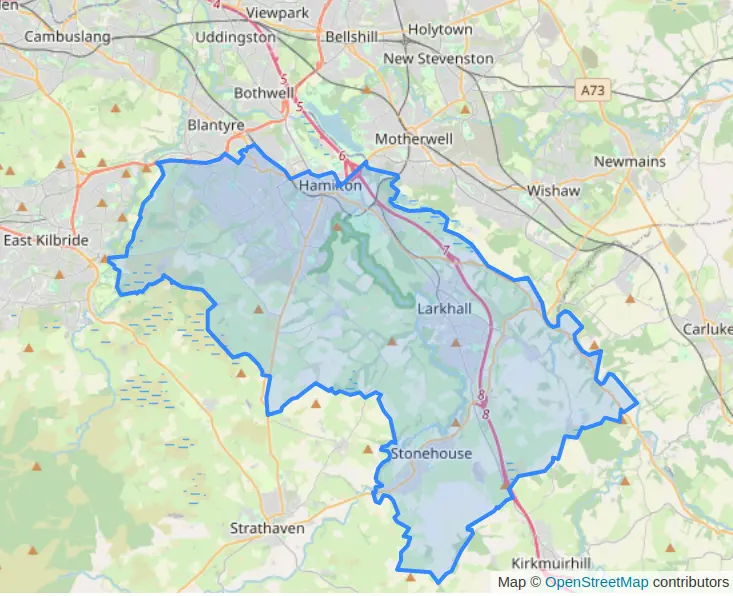 4
Viewpark
Cambuslang
Uddingston
Bellshill
Holytown
New Stevenston
5
5
Bothwell
A73
Blantyre
Motherwell
6
Newmains
Hamilton
Wishaw
East Kilbride
7
Larkhall
Carluke
8
8
Stonehouse
Strathaven
Kirkmuirhill
Map © OpenStreetMap contributors